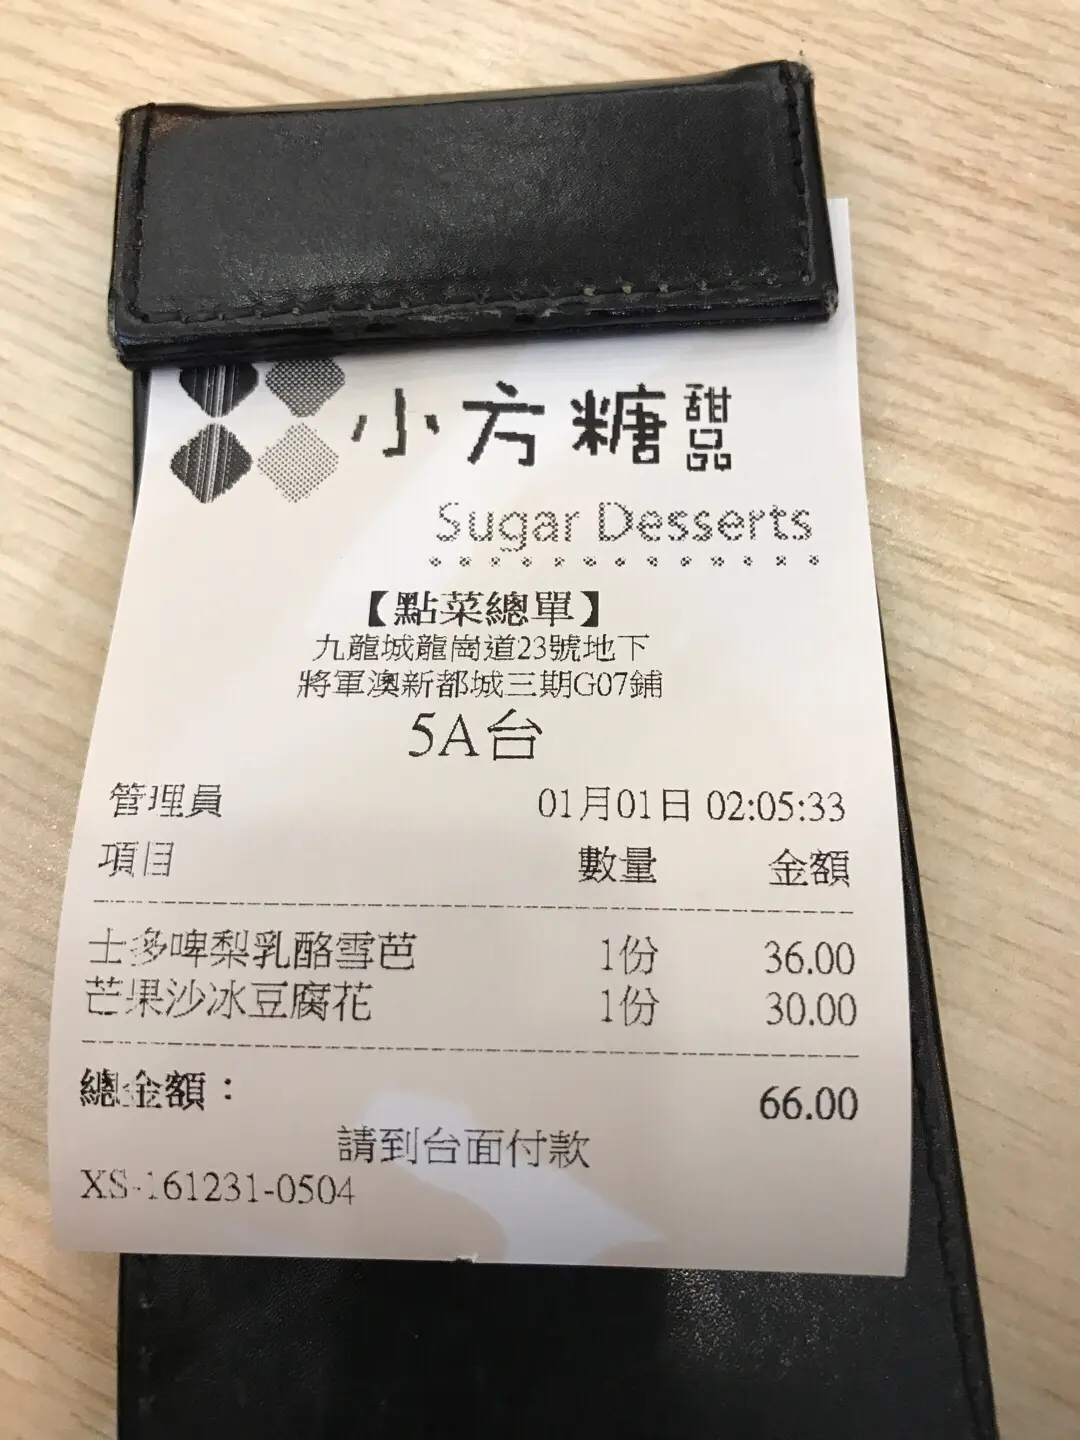 小方糖 甜品
Sugar Desserts
【點菜總單】
九龍城龍崗道23號地下
將軍澳新都城三期G07鋪
5A台
管理員 01月01日 02:05:33
項目 數量 金額
士多啤梨乳酪雪芭 1份 36.00
芒果沙冰豆腐花 1份 30.00
總金額： 66.00
請到台面付款
XS-161231-0504